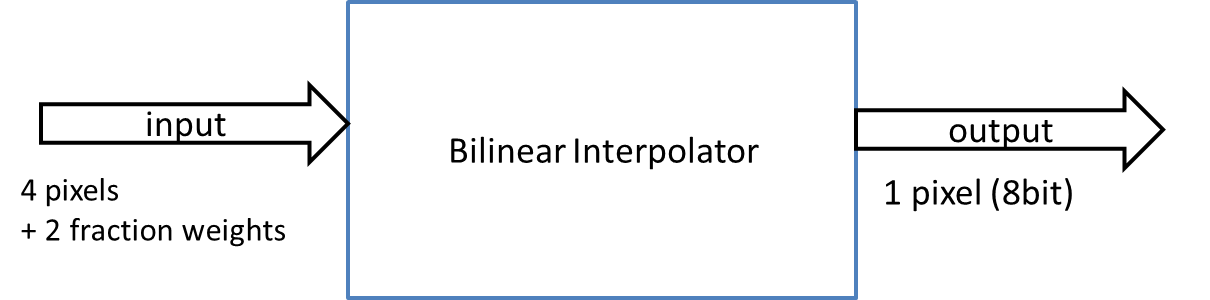 input
4 pixels
+ 2 fraction weights
Bilinear Interpolator
output
1 pixel (8bit)